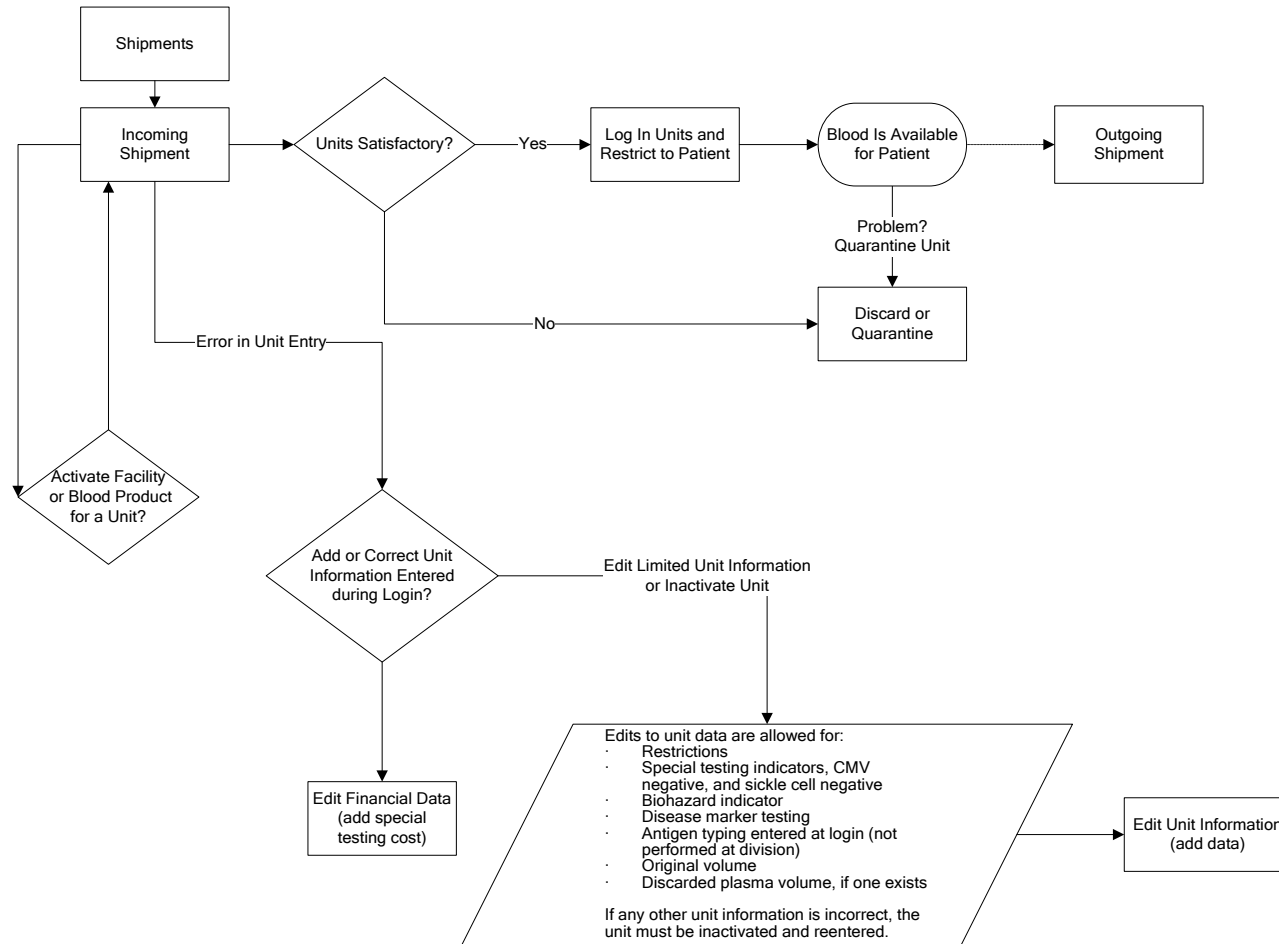 Shipments
Incoming
Shipment
Units Satisfactory?
Yes
Log In Units and
Restrict to Patient
Blood Is Available
for Patient
Outgoing
Shipment
Problem?
Quarantine Unit
Discard or
Quarantine
No
Error in Unit Entry
Activate Facility
or Blood Product
for a Unit?
Add or Correct Unit
Information Entered
during Login?
Edit Limited Unit Information
or Inactivate Unit
Edit Financial Data
(add special
testing cost)
Edits to unit data are allowed for:
· Restrictions
· Special testing indicators, CMV
negative, and sickle cell negative
· Biohazard indicator
· Disease marker testing
· Antigen typing entered at login (not
performed at division)
· Original volume
· Discarded plasma volume, if one exists
If any other unit information is incorrect, the
unit must be inactivated and reentered.
Edit Unit Information
(add data)